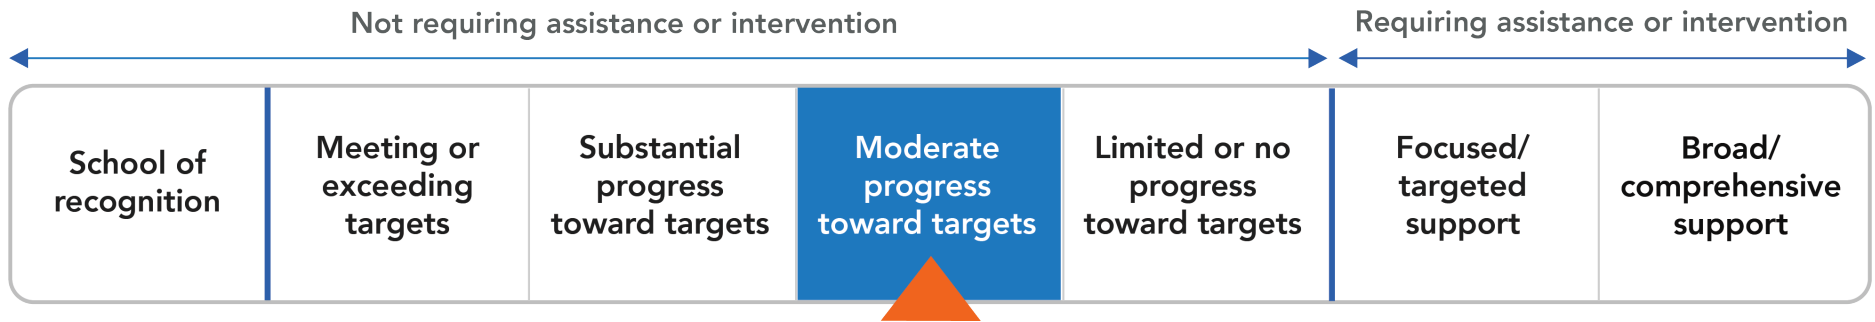 Not requiring assistance or intervention
Requiring assistance or intervention
School of
recognition
Meeting or
exceeding
targets
Substantial
progress
toward targets
Moderate
progress
toward targets
Limited or no
progress
toward targets
Focused/
targeted
support
Broad/
comprehensive
support